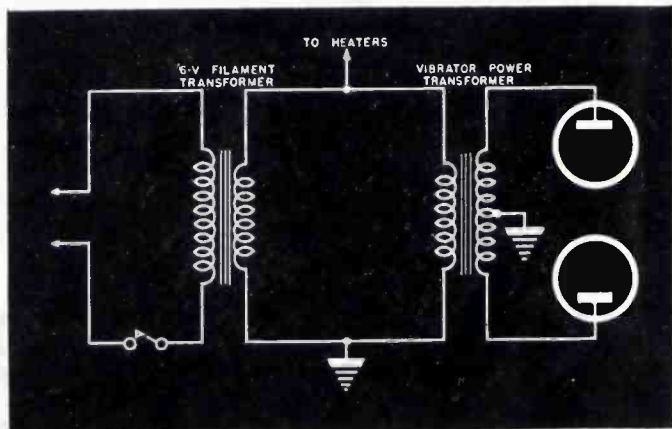 TO HEATERS
6-V FILAMENT
TRANSFORMER
VIBRATOR POWER
TRANSFORMER